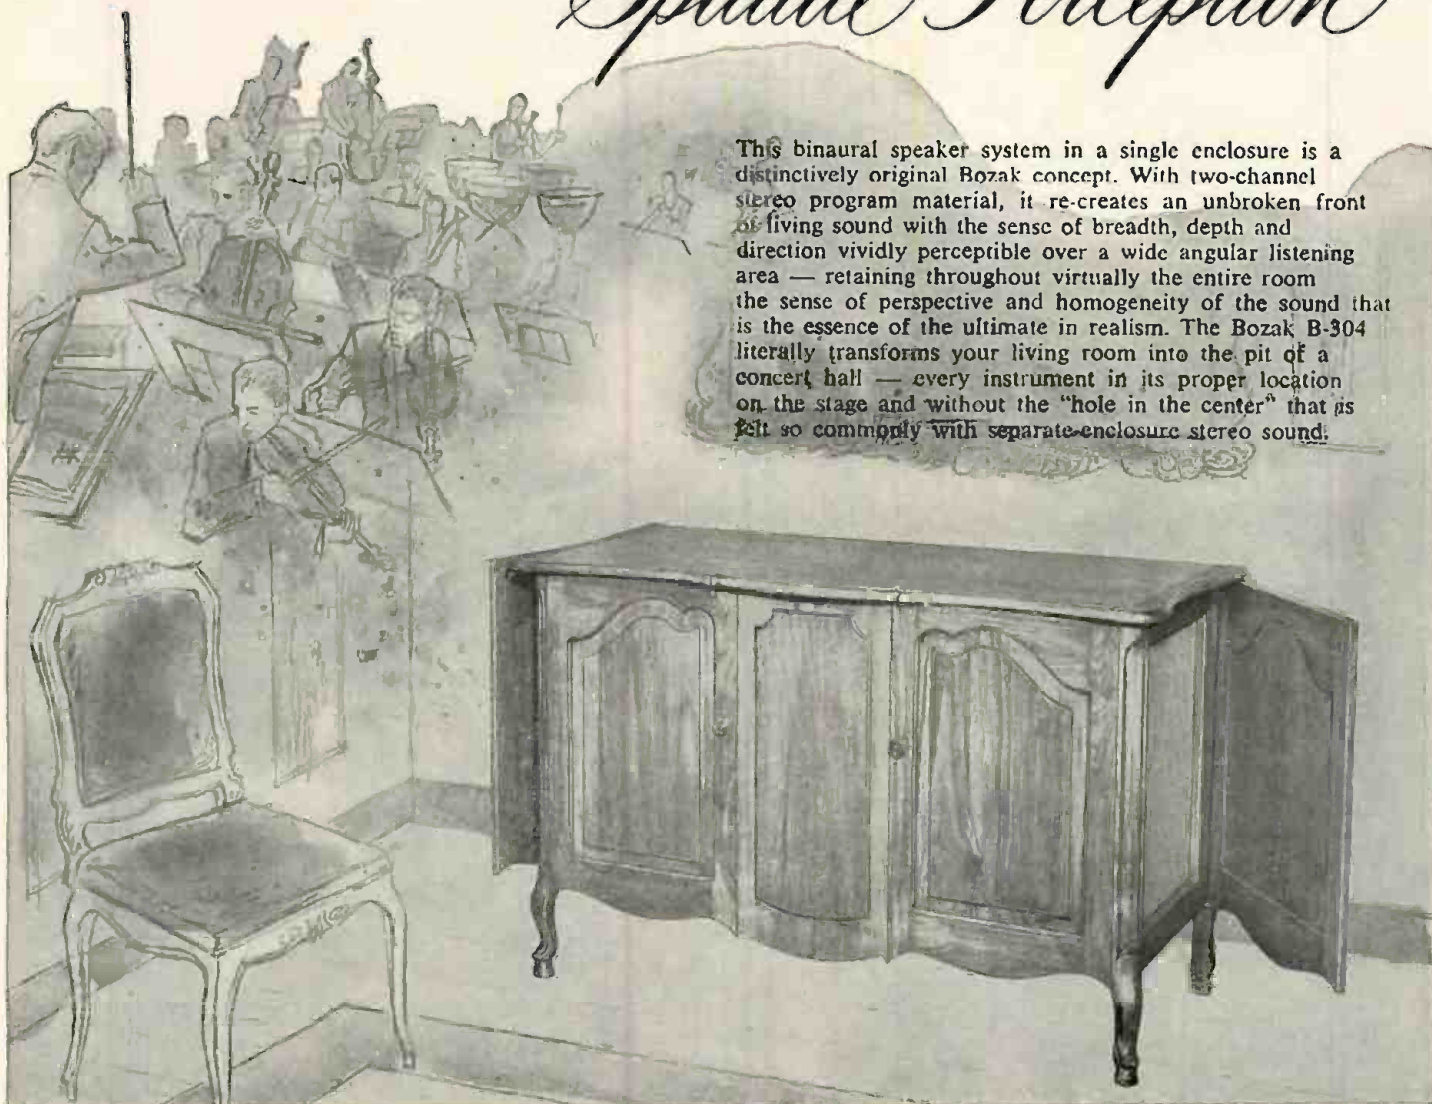 Spatial Perception
This binaural speaker system in a single enclosure is a
distinctively original Bozak concept. With two-channel
stereo program material, it re-creates an unbroken front
of living sound with the sense of breadth, depth and
direction vividly perceptible over a wide angular listening
area — retaining throughout virtually the entire room
the sense of perspective and homogeneity of the sound that
is the essence of the ultimate in realism. The Bozak B-304
literally transforms your living room into the pit of a
concert hall — every instrument in its proper location
on the stage and without the "hole in the center" that is
felt so commonly with separate-enclosure stereo sound.